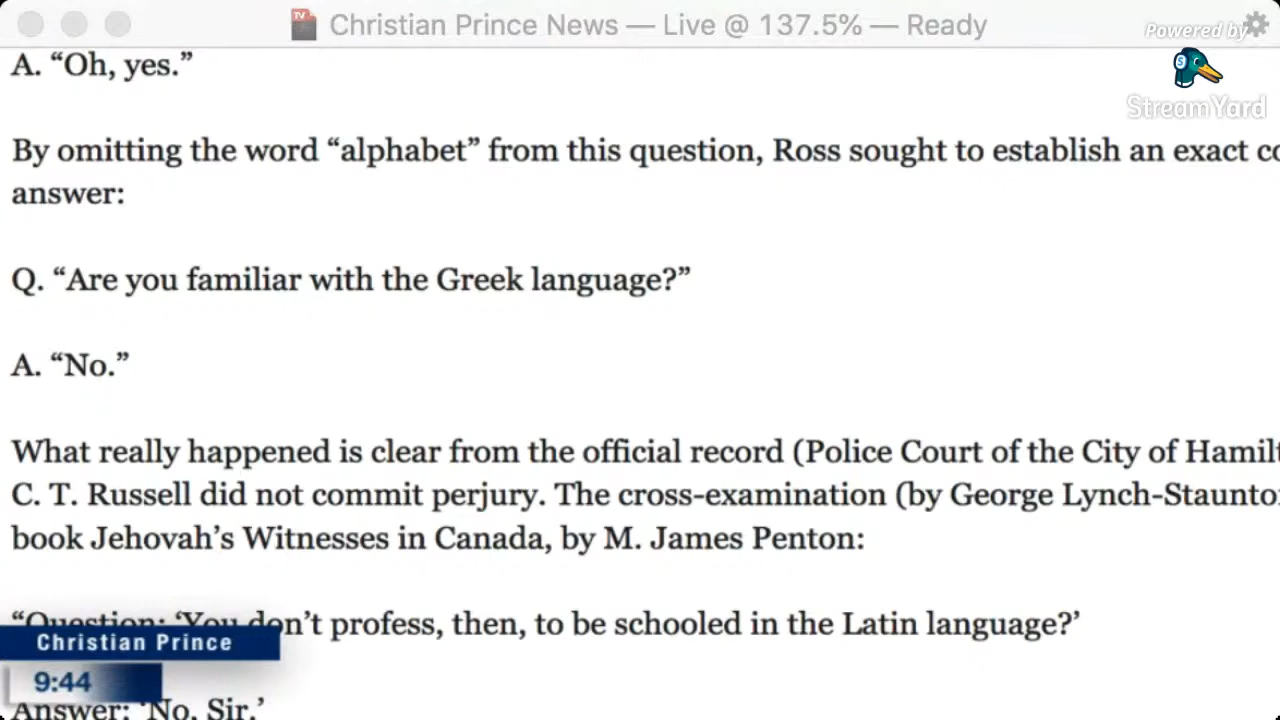 Christian Prince News — Live @ 137.5% — Ready
Powered by
StreamYard
A. “Oh, yes.”
By omitting the word “alphabet” from this question, Ross sought to establish an exact co
answer:
Q. “Are you familiar with the Greek language?”
A. “No.”
What really happened is clear from the official record (Police Court of the City of Hamilt
C. T. Russell did not commit perjury. The cross-examination (by George Lynch-Staunto
book Jehovah’s Witnesses in Canada, by M. James Penton:
“Question: ‘You don’t profess, then, to be schooled in the Latin language?’
Christian Prince
9:44
Answer: ‘No, Sir.’